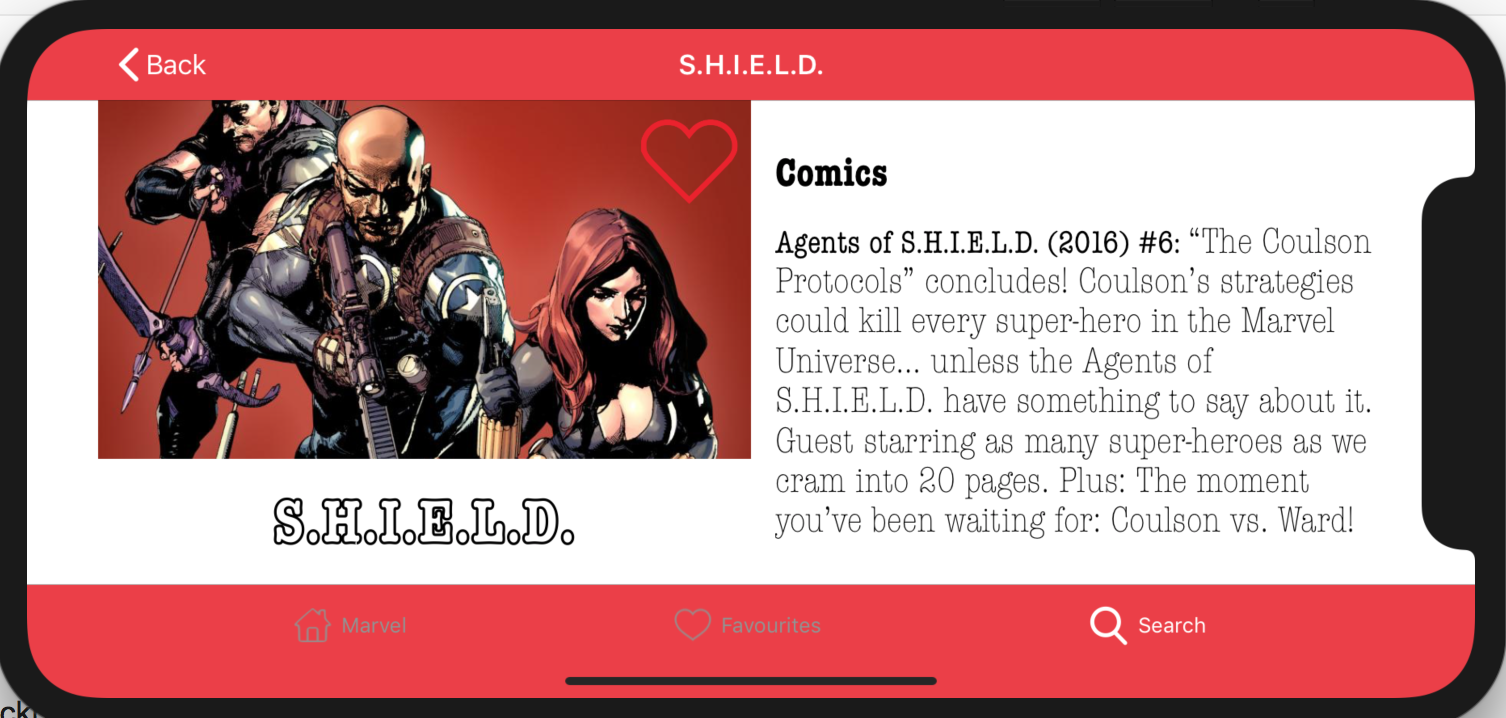 Back
S.H.I.E.L.D.
Comics
Agents of S.H.I.E.L.D. (2016) #6: “The Coulson
Protocols” concludes! Coulson’s strategies
could kill every super-hero in the Marvel
Universe... unless the Agents of
S.H.I.E.L.D. have something to say about it.
Guest starring as many super-heroes as we
cram into 20 pages. Plus: The moment
you’ve been waiting for: Coulson vs. Ward!
S.H.I.E.L.D.
Marvel
Favourites
Search